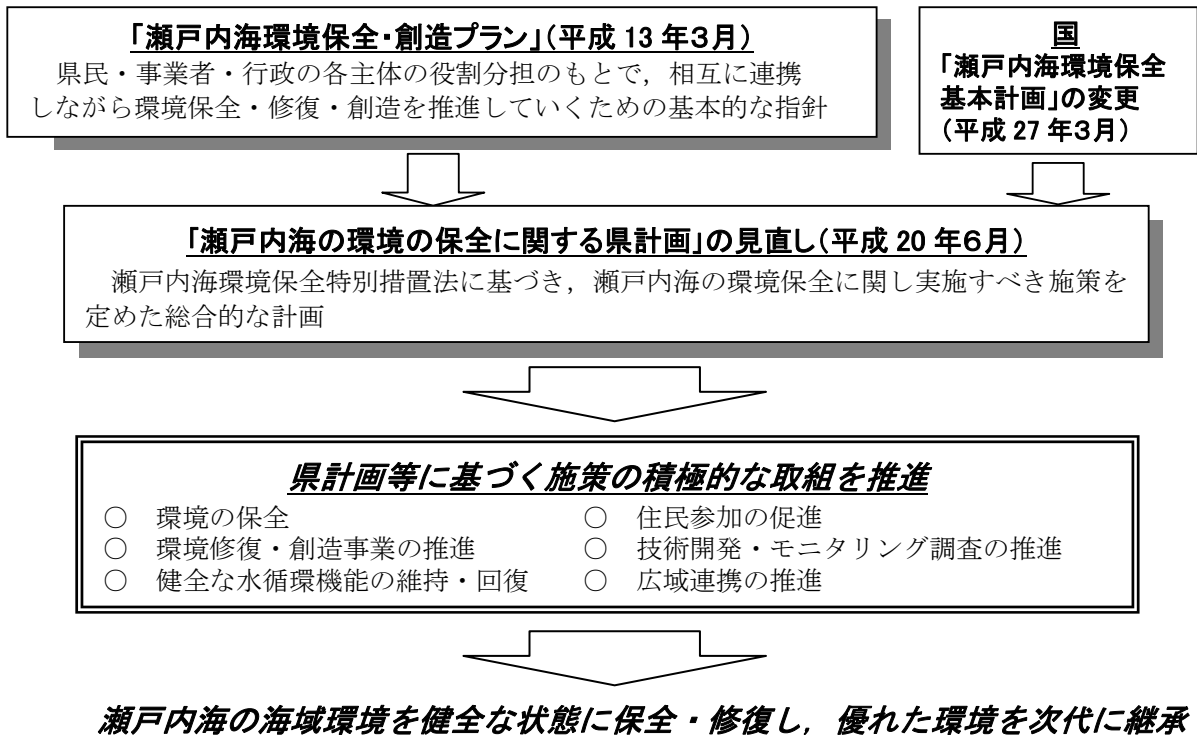 「瀬戸内海環境保全・創造プラン」(平成 13 年３月)
県民・事業者・行政の各主体の役割分担のもとで，相互に連携
しながら環境保全・修復・創造を推進していくための基本的な指針
国
「瀬戸内海環境保全
基本計画」の変更
（平成 27 年３月）
「瀬戸内海の環境の保全に関する県計画」の見直し(平成 20 年６月)
瀬戸内海環境保全特別措置法に基づき，瀬戸内海の環境保全に関し実施すべき施策を
定めた総合的な計画
県計画等に基づく施策の積極的な取組を推進
○ 環境の保全
○ 環境修復・創造事業の推進
○ 健全な水循環機能の維持・回復
○ 住民参加の促進
○ 技術開発・モニタリング調査の推進
○ 広域連携の推進
瀬戸内海の海域環境を健全な状態に保全・修復し，優れた環境を次代に継承